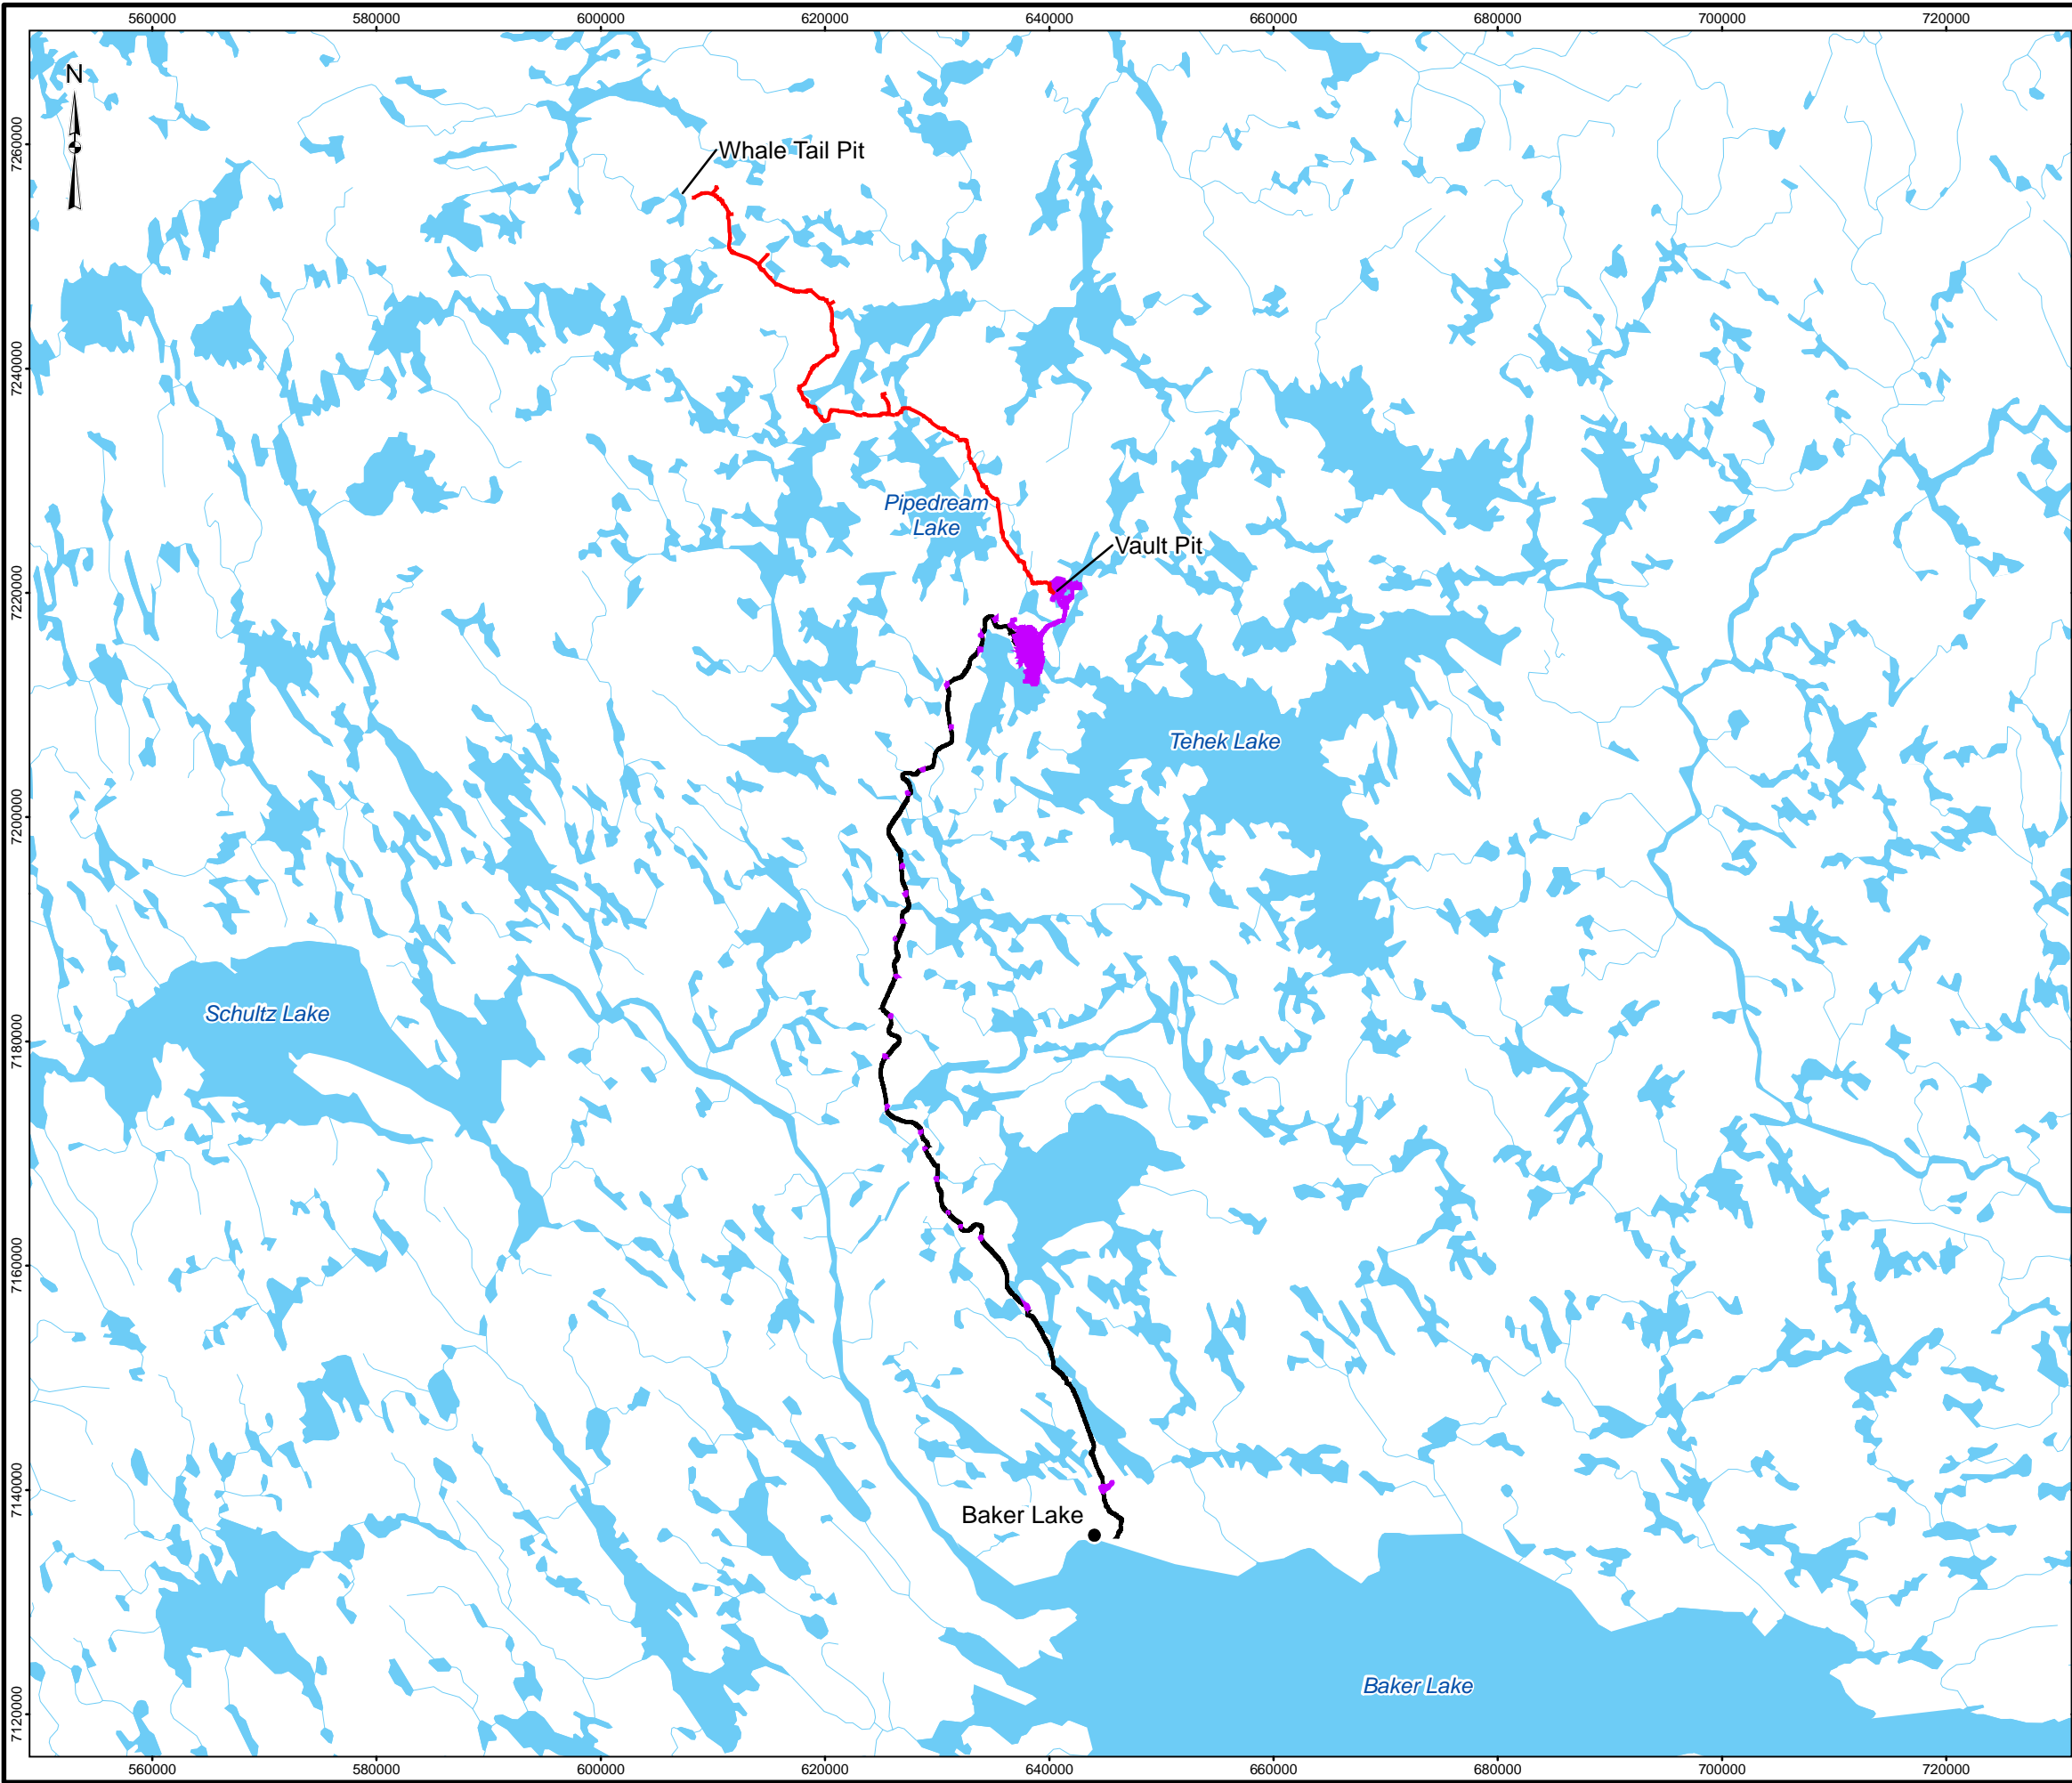 560000 580000 600000 620000 640000 660000 680000 700000 720000
N
7260000
Whale Tail Pit
7240000
Pipedream
Lake
Vault Pit
7220000
Tehek Lake
7200000
Schultz Lake
7180000
7160000
7140000
Baker Lake
Baker Lake
7120000
560000 580000 600000 620000 640000 660000 680000 700000 720000